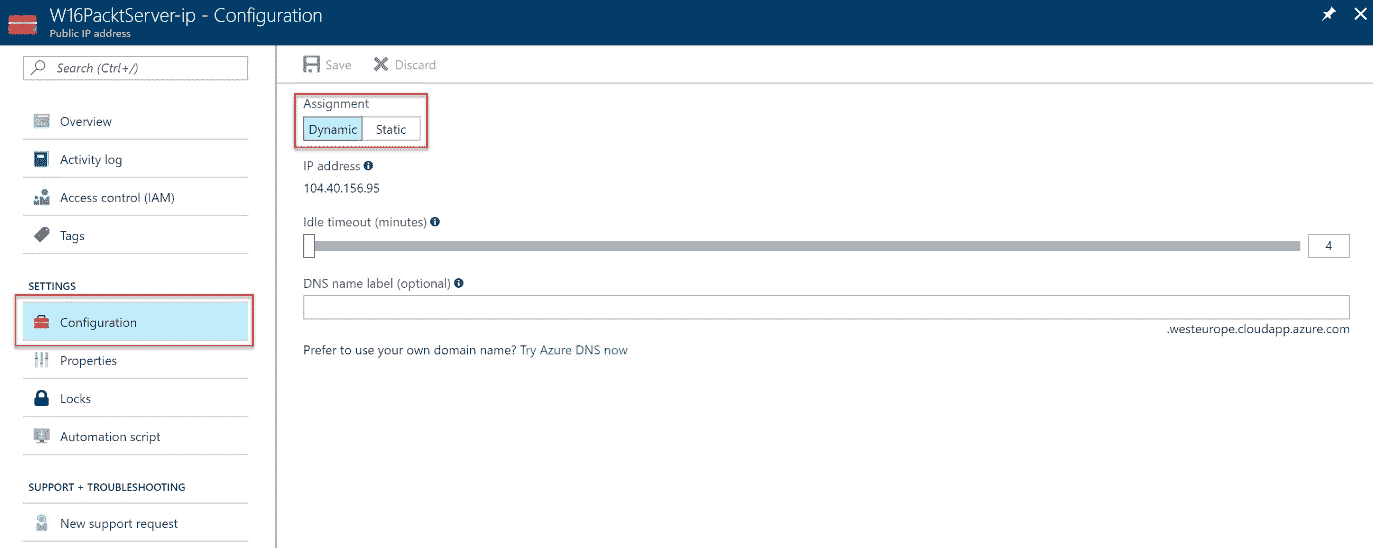 W16PacktServer-ip - Configuration
Public IP address
Search (Ctrl+/)
Overview
Activity log
Access control (IAM)
Tags
SETTINGS
Configuration
Properties
Locks
Automation script
SUPPORT + TROUBLESHOOTING
New support request
Save Discard
Assignment
Dynamic Static
IP address
104.40.156.95
Idle timeout (minutes)
4
DNS name label (optional)
.westeurope.cloudapp.azure.com
Prefer to use your own domain name? Try Azure DNS now